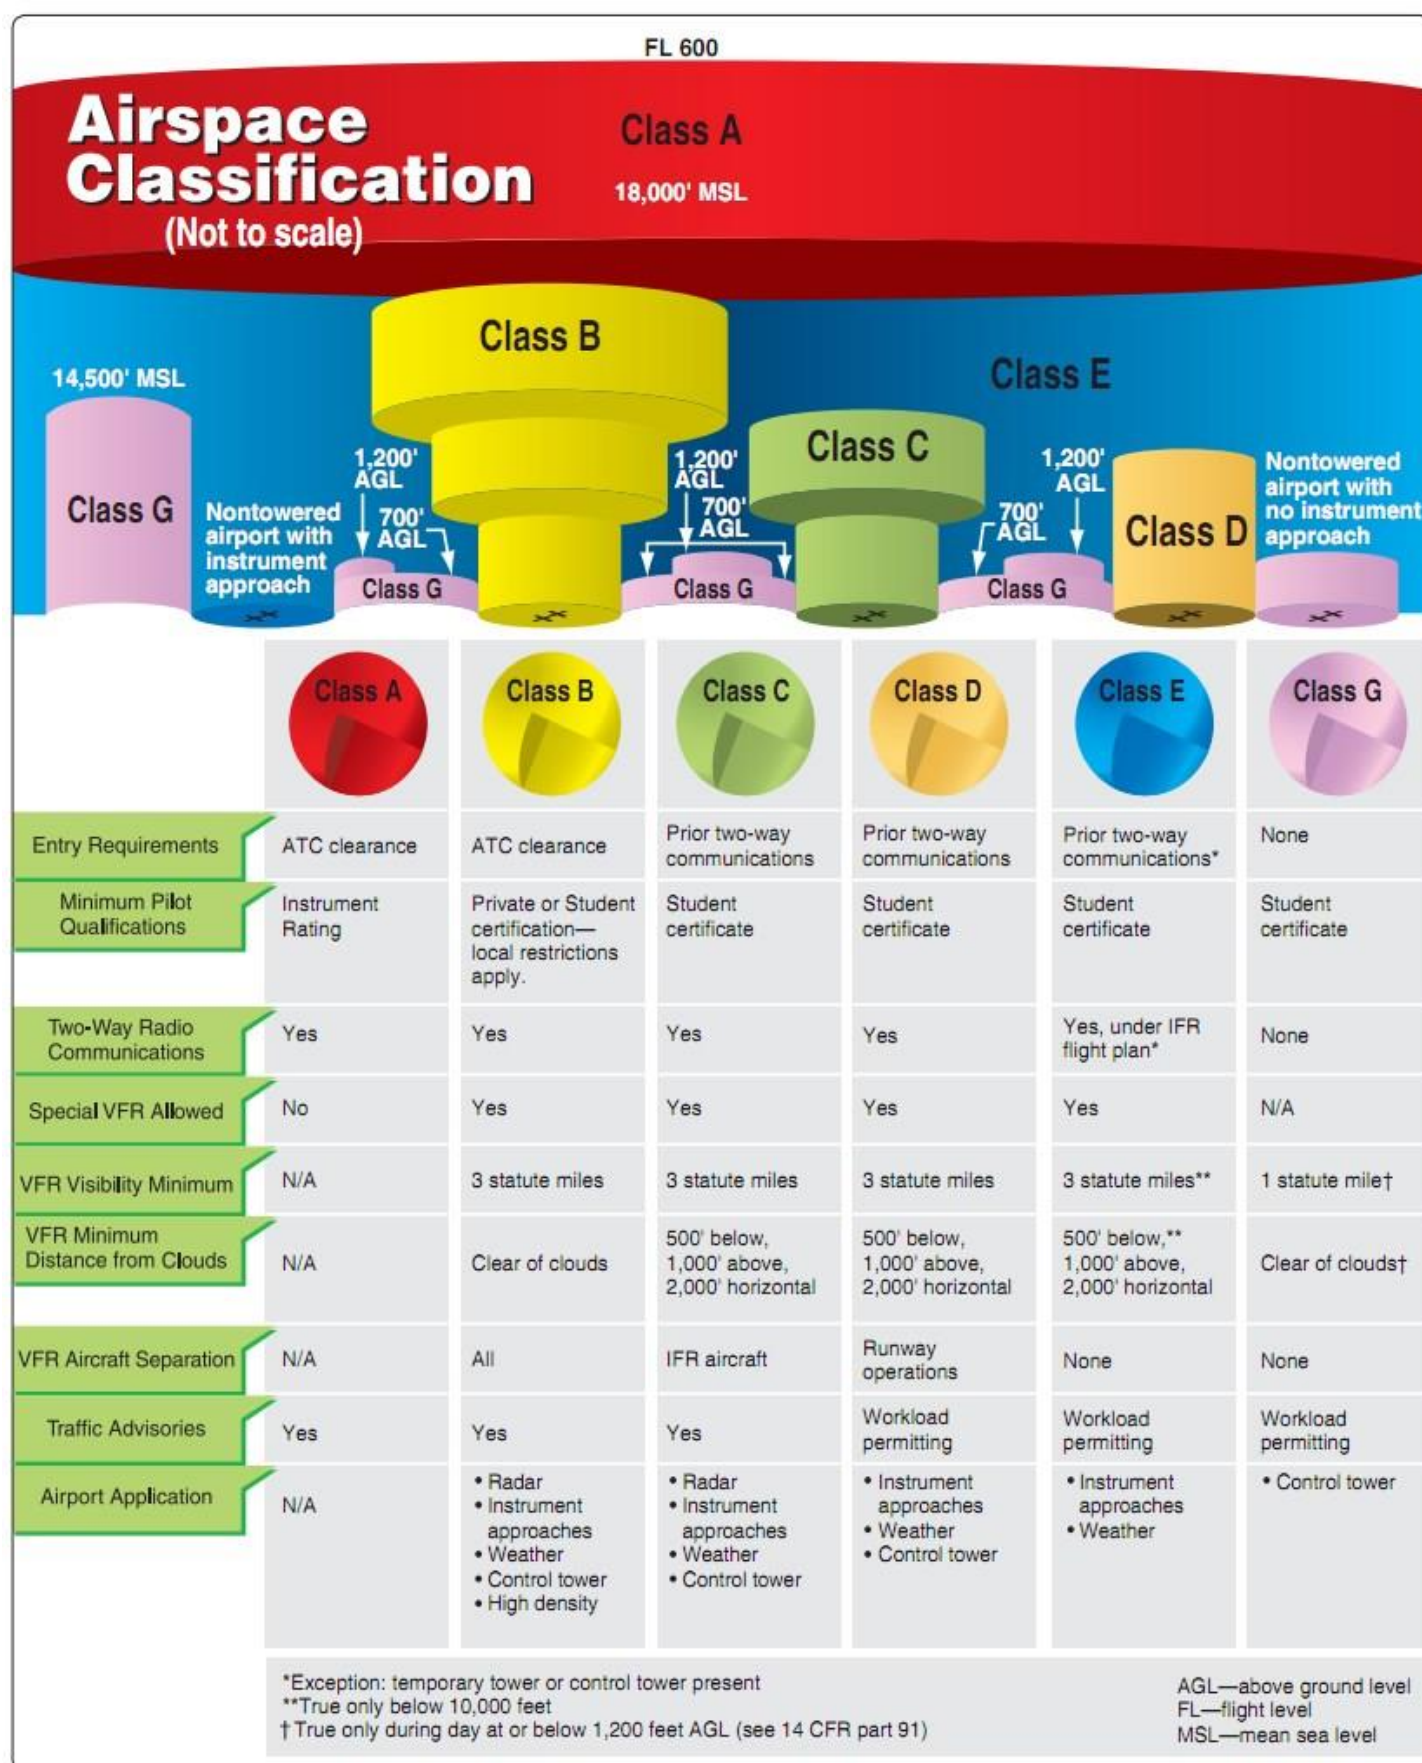 FL 600
Airspace
Classification
(Not to scale)
Class A
18,000' MSL
Class B
Class E
14,500' MSL
Class C
Class G
Nontowered
airport with
instrument
approach
1,200'
AGL
700'
AGL
Class G
1,200'
AGL
700'
AGL
Class G
700'
AGL
1,200'
AGL
Class G
Class D
Nontowered
airport with
no instrument
approach
Class A
Class B
Class C
Class D
Class E
Class G
Entry Requirements
ATC clearance
ATC clearance
Prior two-way
communications
Prior two-way
communications
Prior two-way
communications*
None
Minimum Pilot
Qualifications
Instrument
Rating
Private or Student
certification—
local restrictions
apply.
Student
certificate
Student
certificate
Student
certificate
Student
certificate
Two-Way Radio
Communications
Yes
Yes
Yes
Yes
Yes, under IFR
flight plan*
None
Special VFR Allowed
No
Yes
Yes
Yes
Yes
N/A
VFR Visibility Minimum
N/A
3 statute miles
3 statute miles
3 statute miles
3 statute miles**
1 statute mile†
VFR Minimum
Distance from Clouds
N/A
Clear of clouds
500' below,
1,000' above,
2,000' horizontal
500' below,
1,000' above,
2,000' horizontal
500' below,**
1,000' above,
2,000' horizontal
Clear of clouds†
VFR Aircraft Separation
N/A
All
IFR aircraft
Runway
operations
None
None
Traffic Advisories
Yes
Yes
Yes
Workload
permitting
Workload
permitting
Workload
permitting
Airport Application
N/A
• Radar
• Instrument
approaches
• Weather
• Control tower
• High density
• Radar
• Instrument
approaches
• Weather
• Control tower
• Instrument
approaches
• Weather
• Control tower
• Instrument
approaches
• Weather
• Control tower
*Exception: temporary tower or control tower present
**True only below 10,000 feet
†True only during day at or below 1,200 feet AGL (see 14 CFR part 91)
AGL—above ground level
FL—flight level
MSL—mean sea level